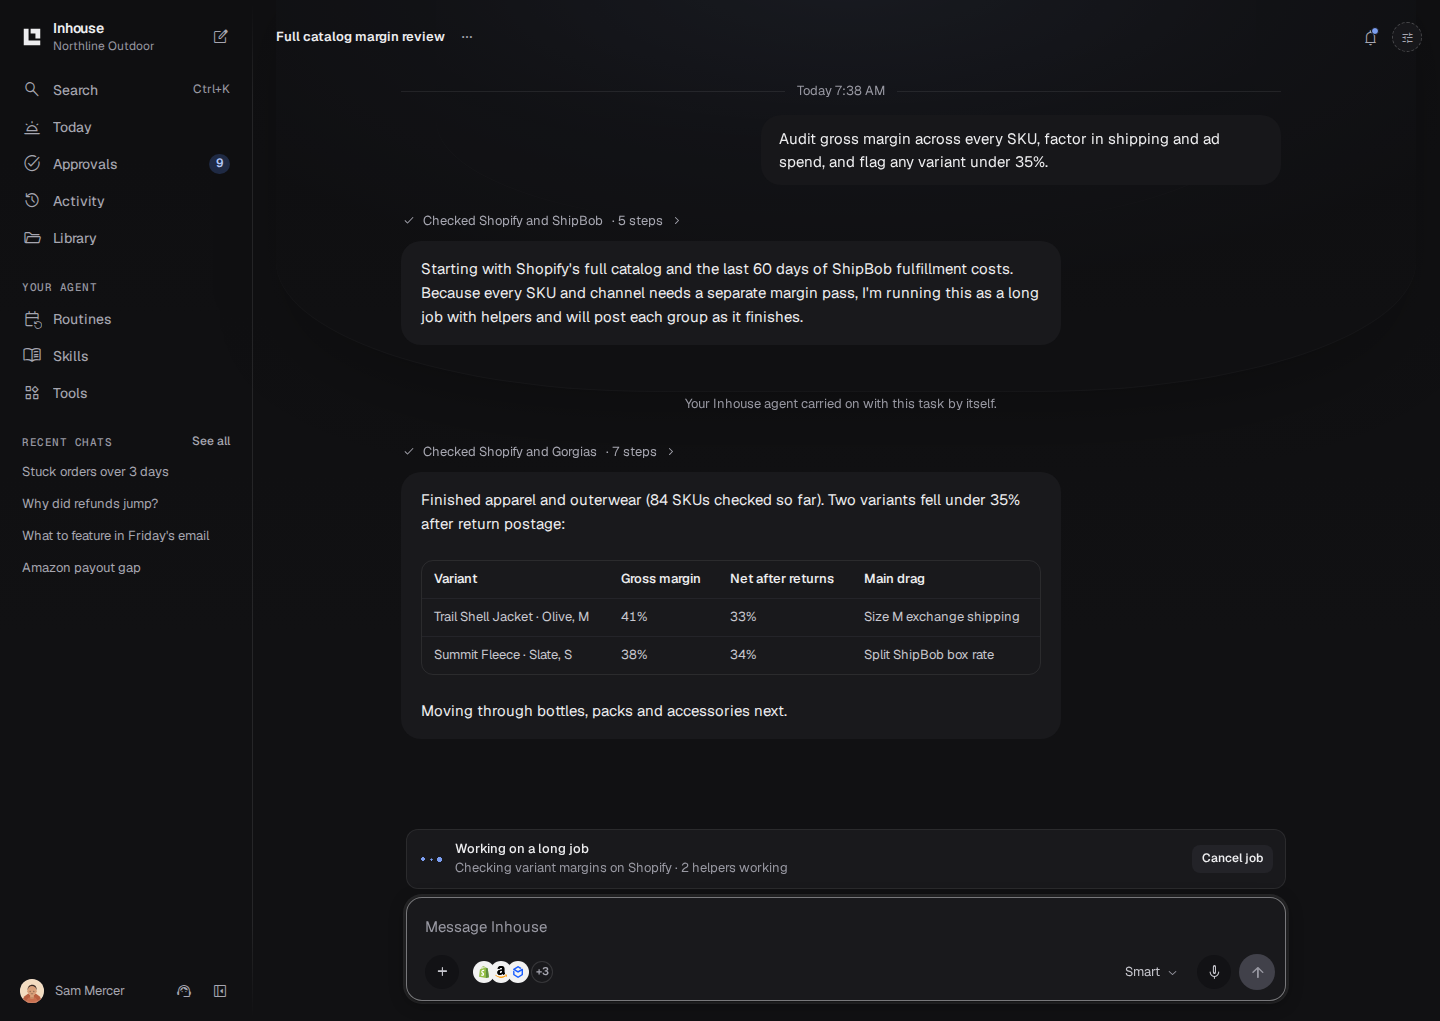 Inhouse
Northline Outdoor
Search Ctrl+K
Today
Approvals 9
Activity
Library
YOUR AGENT
Routines
Skills
Tools
RECENT CHATS See all
Stuck orders over 3 days
Why did refunds jump?
What to feature in Friday's email
Amazon payout gap
Sam Mercer
Full catalog margin review
Today 7:38 AM
Audit gross margin across every SKU, factor in shipping and ad
spend, and flag any variant under 35%.
Checked Shopify and ShipBob · 5 steps
Starting with Shopify's full catalog and the last 60 days of ShipBob fulfillment costs.
Because every SKU and channel needs a separate margin pass, I'm running this as a long
job with helpers and will post each group as it finishes.
Your Inhouse agent carried on with this task by itself.
Checked Shopify and Gorgias · 7 steps
Finished apparel and outerwear (84 SKUs checked so far). Two variants fell under 35%
after return postage:
Variant Gross margin Net after returns Main drag
Trail Shell Jacket · Olive, M 41% 33% Size M exchange shipping
Summit Fleece · Slate, S 38% 34% Split ShipBob box rate
Moving through bottles, packs and accessories next.
Working on a long job
Checking variant margins on Shopify · 2 helpers working
Cancel job
Message Inhouse
+3
Smart